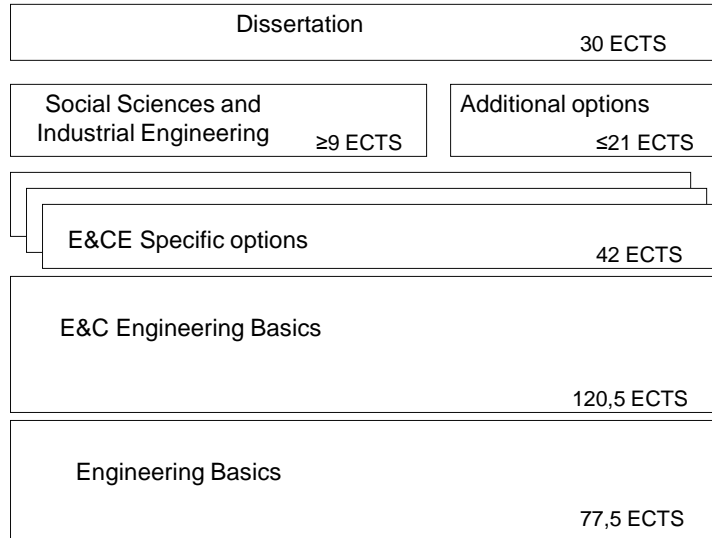 Dissertation
30 ECTS
Social Sciences and
Industrial Engineering
≥9 ECTS
Additional options
≤21 ECTS
E&CE Specific options
42 ECTS
E&C Engineering Basics
120,5 ECTS
Engineering Basics
77,5 ECTS